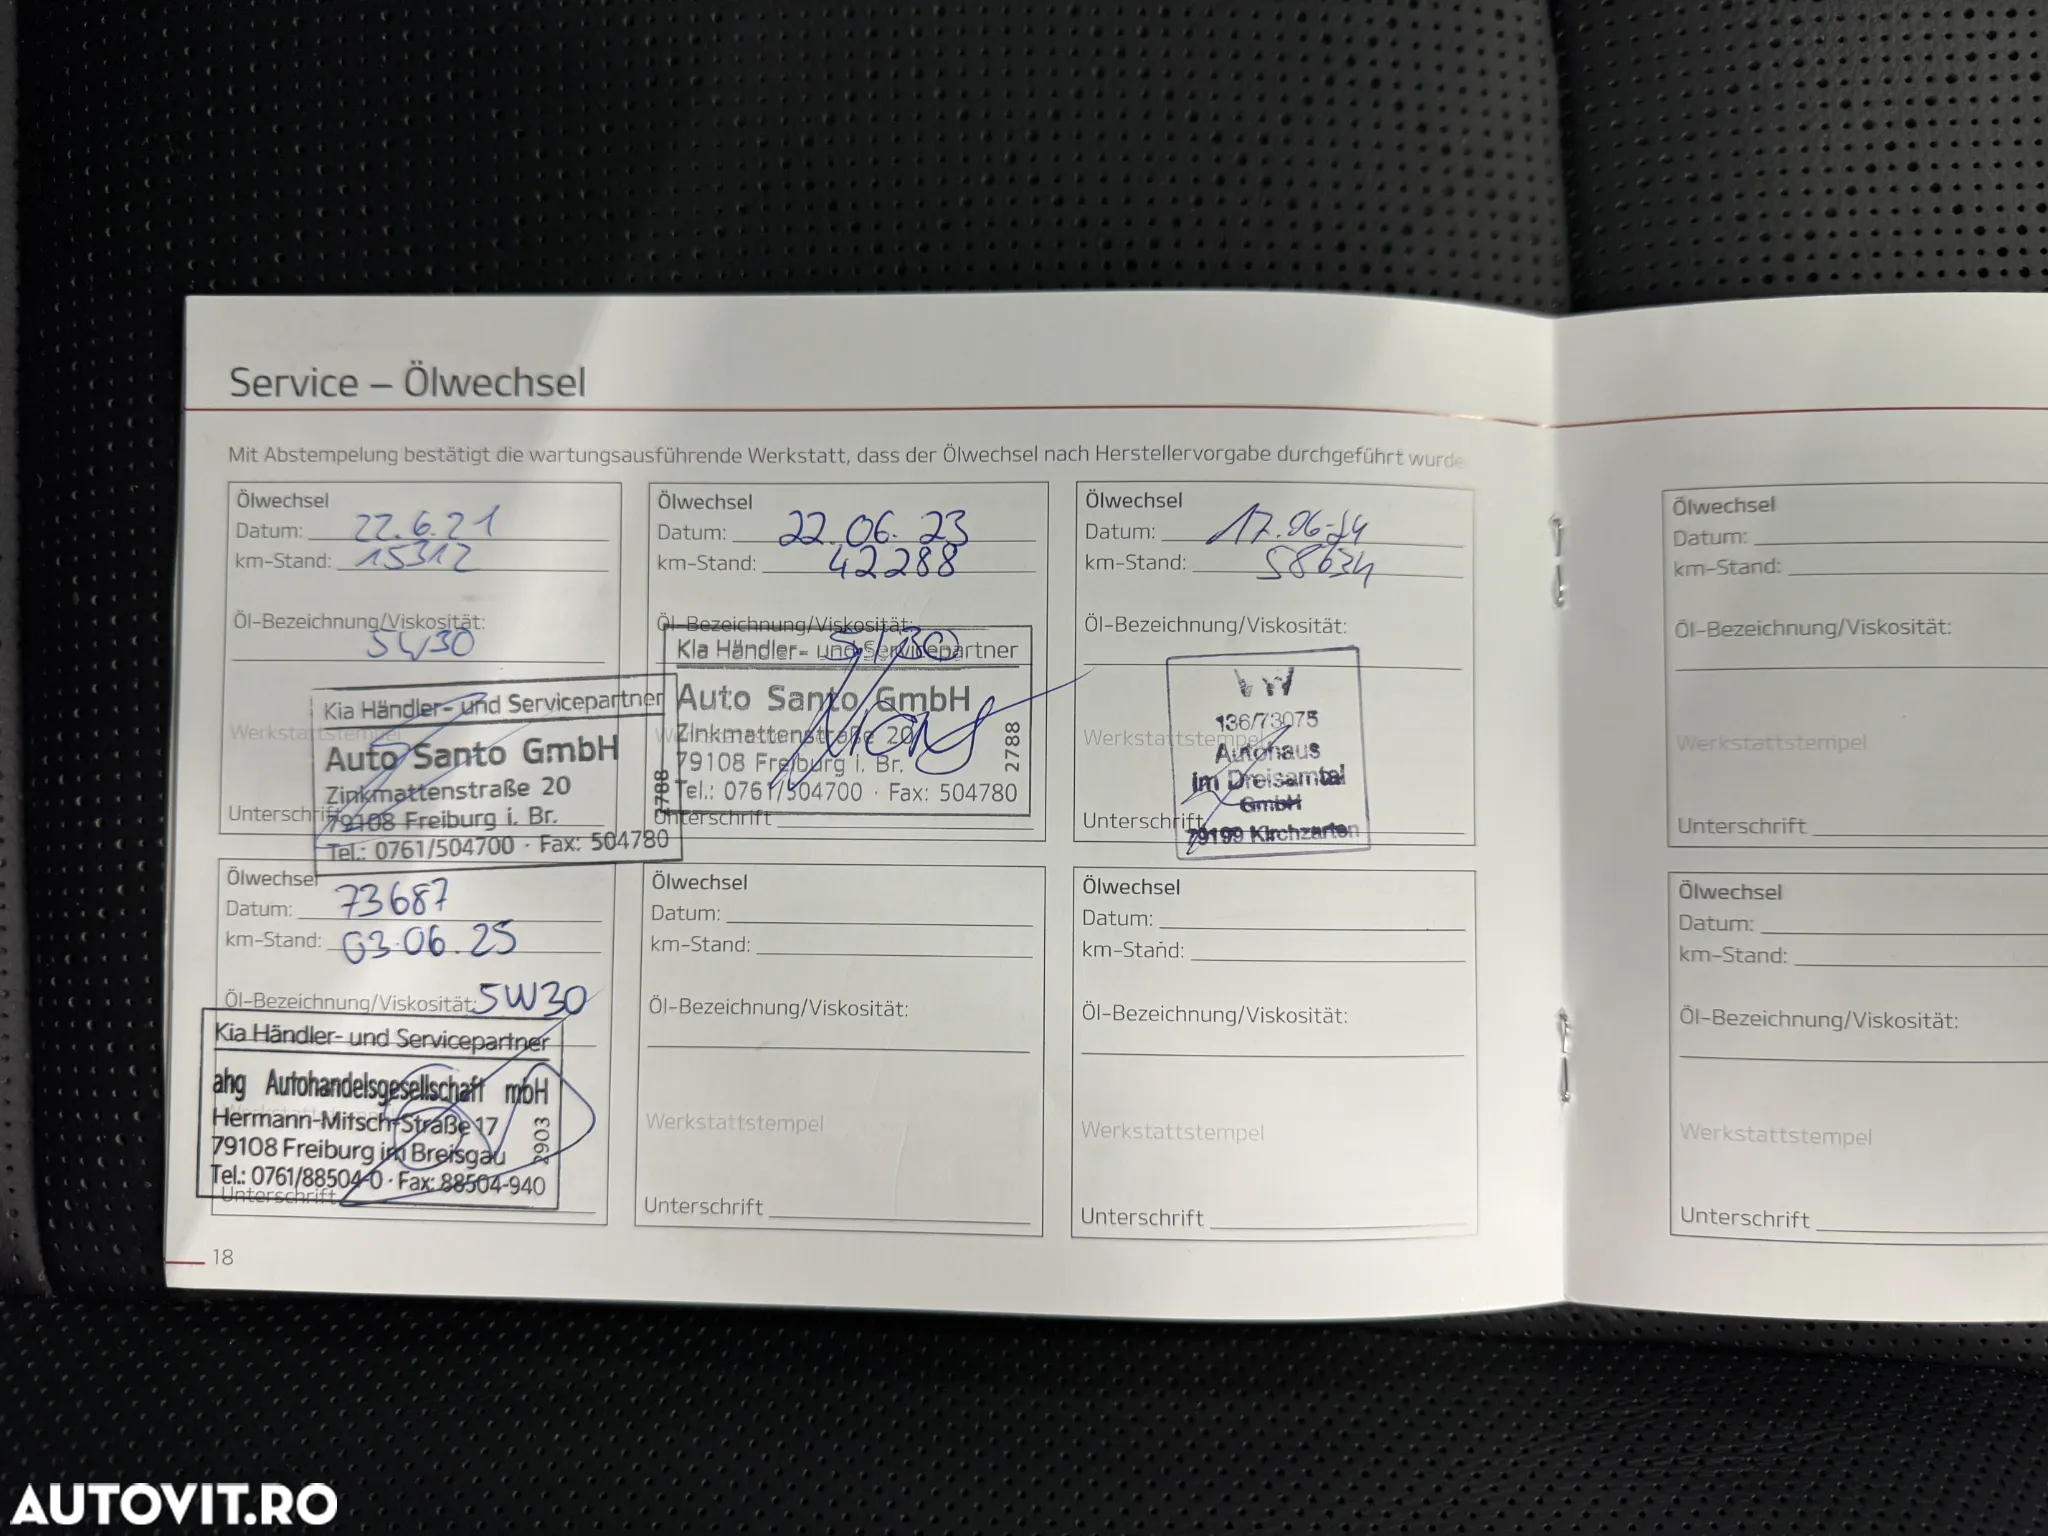 Service – Ölwechsel
Mit Abstempelung bestätigt die wartungsausführende Werkstatt, dass der Ölwechsel nach Herstellervorgabe durchgeführt wurde
Ölwechsel
Datum: 22.6.21
km-Stand: 15312
Öl-Bezeichnung/Viskosität:
5W30
Werkstattstempel
Kia Händler- und Servicepartner
Auto Santo GmbH
Zinkmattenstraße 20
79108 Freiburg i. Br.
Tel.: 0761/504700 · Fax: 504780
2788
Unterschrift
Ölwechsel
Datum: 22.06.23
km-Stand: 42288
Öl-Bezeichnung/Viskosität:
Kia Händler- und Servicepartner
Auto Santo GmbH
Zinkmattenstraße 20
79108 Freiburg i. Br.
Tel.: 0761/504700 · Fax: 504780
2788
Unterschrift
Ölwechsel
Datum: 17.06.24
km-Stand: 58634
Öl-Bezeichnung/Viskosität:
Werkstattstempel
136/73075
Autohaus
im Dreisamtal
GmbH
79199 Kirchzarten
Unterschrift
Ölwechsel
Datum: 73687
km-Stand: 03.06.25
Öl-Bezeichnung/Viskosität: 5W30
Kia Händler- und Servicepartner
ahg Autohandelsgesellschaft mbH
Hermann-Mitsch-Straße 17
79108 Freiburg im Breisgau
Tel.: 0761/88504-0 · Fax: 88504-940
2903
Unterschrift
Ölwechsel
Datum:
km-Stand:
Öl-Bezeichnung/Viskosität:
Werkstattstempel
Unterschrift
Ölwechsel
Datum:
km-Stand:
Öl-Bezeichnung/Viskosität:
Werkstattstempel
Unterschrift
18
Ölwechsel
Datum:
km-Stand:
Öl-Bezeichnung/Viskosität:
Werkstattstempel
Unterschrift
Ölwechsel
Datum:
km-Stand:
Öl-Bezeichnung/Viskosität:
Werkstattstempel
Unterschrift
AUTOVIT.RO